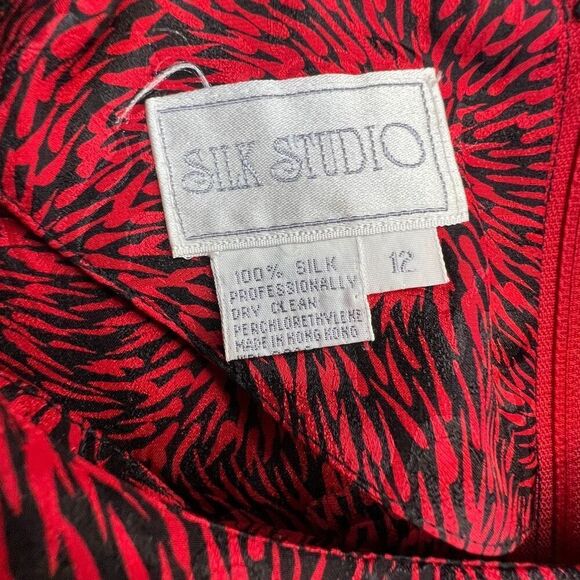 SILK STUDIO
12
100% SILK
PROFESSIONALLY
DRY CLEAN
PERCHLORETHYLENE
MADE IN HONG KONG